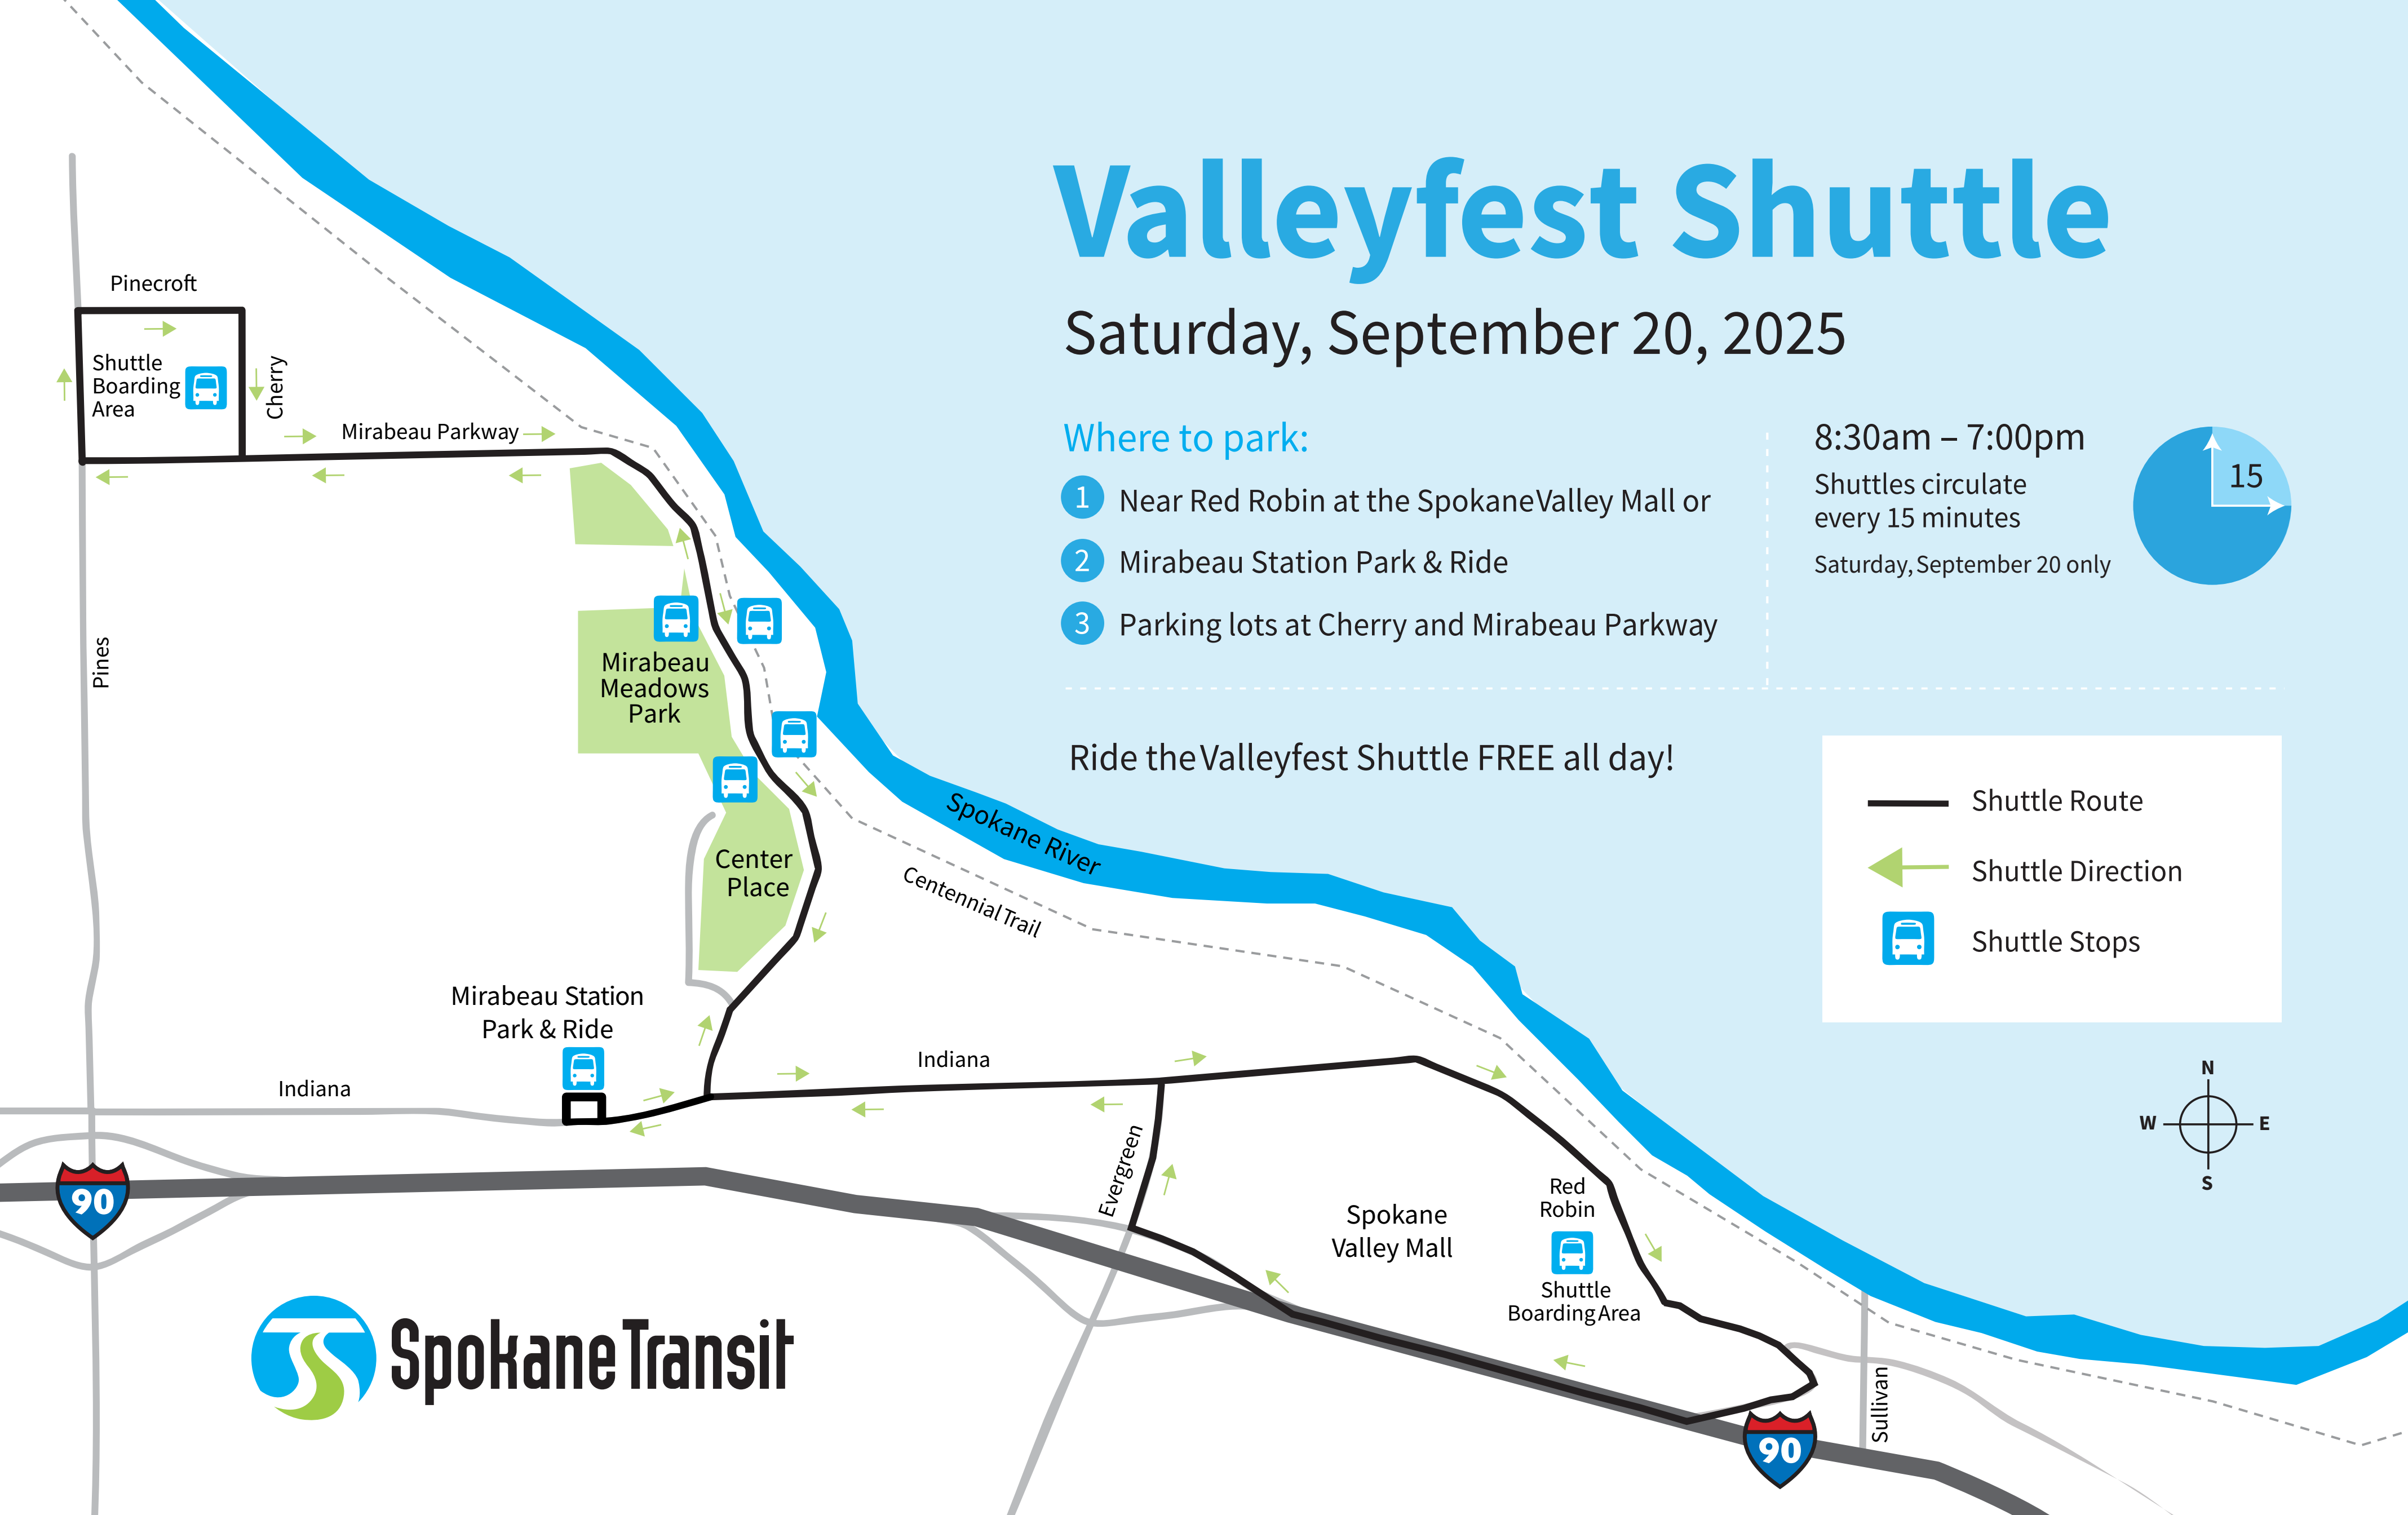 Valleyfest Shuttle
Saturday, September 20, 2025
Where to park:
1 Near Red Robin at the Spokane Valley Mall or
2 Mirabeau Station Park & Ride
3 Parking lots at Cherry and Mirabeau Parkway
8:30am – 7:00pm
Shuttles circulate
every 15 minutes
Saturday, September 20 only
15
Ride the Valleyfest Shuttle FREE all day!
Shuttle Route
Shuttle Direction
Shuttle Stops
N
W E
S
Pinecroft
Shuttle
Boarding
Area
Cherry
Mirabeau Parkway
Pines
Mirabeau
Meadows
Park
Center
Place
Spokane River
Centennial Trail
Mirabeau Station
Park & Ride
Indiana
Indiana
Evergreen
Spokane
Valley Mall
Red
Robin
Shuttle
Boarding Area
Sullivan
90
90
Spokane Transit